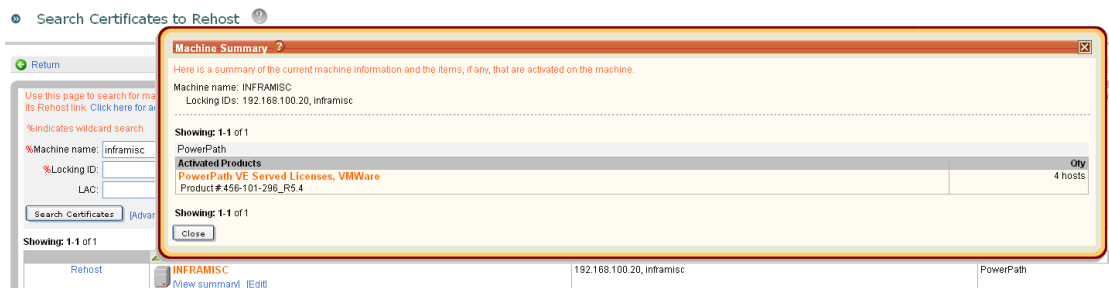 » Search Certificates to Rehost ?
Machine Summary ?
Return
Here is a summary of the current machine information and the items, if any, that are activated on the machine.
Machine name: INFRAMISC
Locking IDs: 192.168.100.20, inframisc
Use this page to search for ma
its Rehost link. Click here for a
%indicates wildcard search
Showing: 1-1 of 1
%Machine name: inframisc
PowerPath
Activated Products Qty
%Locking ID:
PowerPath VE Served Licenses, VMWare 4 hosts
Product #:456-101-296_R5.4
LAC:
Search Certificates [Advan
Showing: 1-1 of 1
Close
Showing: 1-1 of 1
Rehost INFRAMISC 192.168.100.20, inframisc PowerPath
[View summary] [Edit]